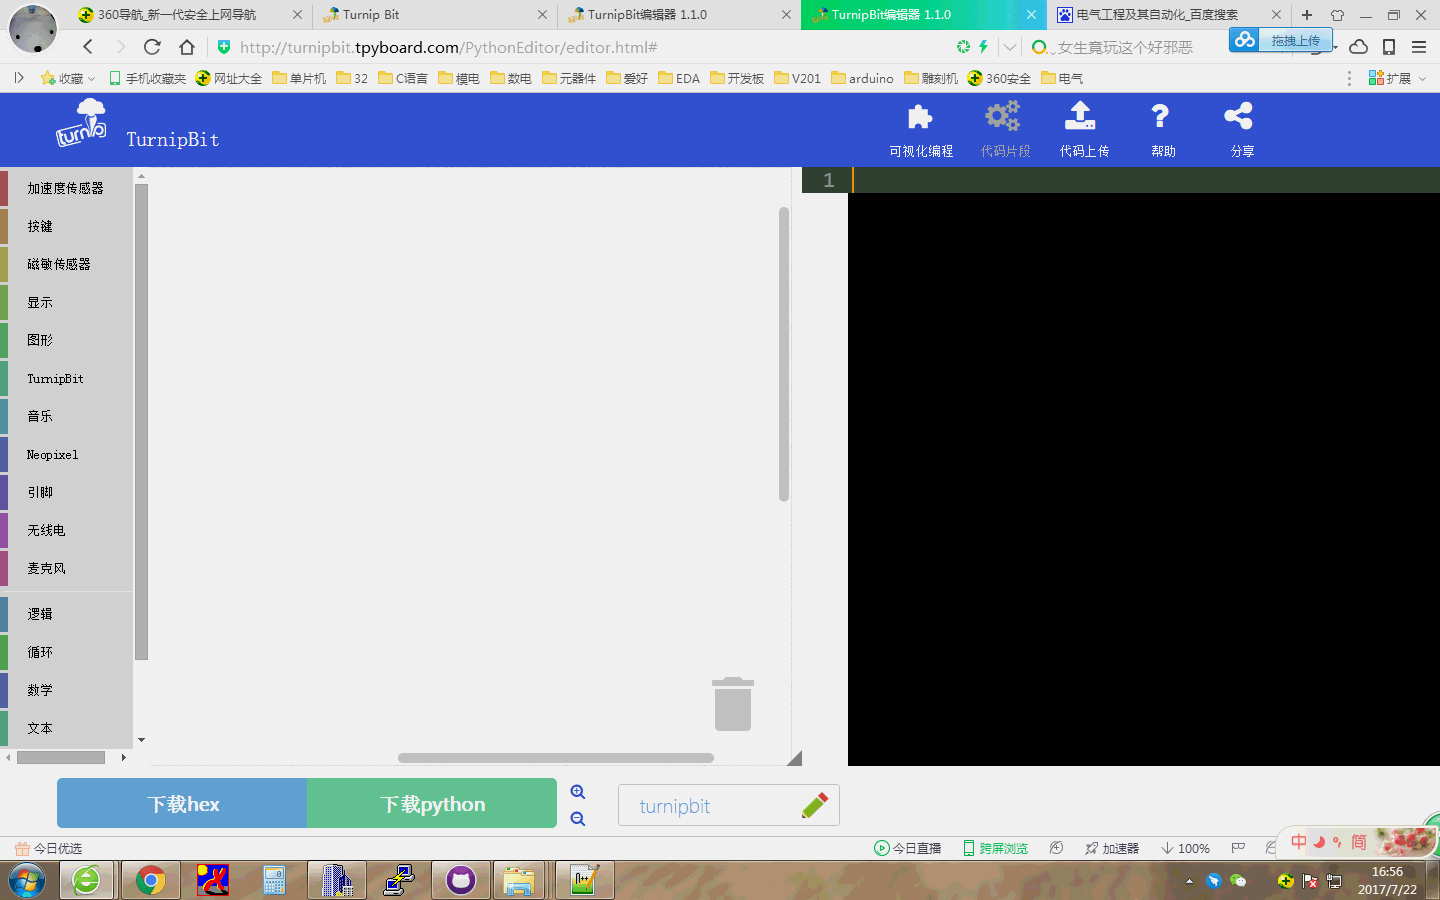 360导航_新一代安全上网导航
Turnip Bit
TurnipBit编辑器 1.1.0
TurnipBit编辑器 1.1.0
电气工程及其自动化_百度搜索
http://turnipbit.tpyboard.com/PythonEditor/editor.html#
女生竟玩这个好邪恶
拖拽上传
收藏
手机收藏夹
网址大全
单片机
32
C语言
模电
数电
元器件
爱好
EDA
开发板
V201
arduino
雕刻机
360安全
电气
扩展
turnip
TurnipBit
可视化编程
代码片段
代码上传
帮助
分享
加速度传感器
按键
磁敏传感器
显示
图形
TurnipBit
音乐
Neopixel
引脚
无线电
麦克风
逻辑
循环
数学
文本
1
下载hex
下载python
turnipbit
今日优选
今日直播
跨屏浏览
加速器
100%
中
简
16:56
2017/7/22